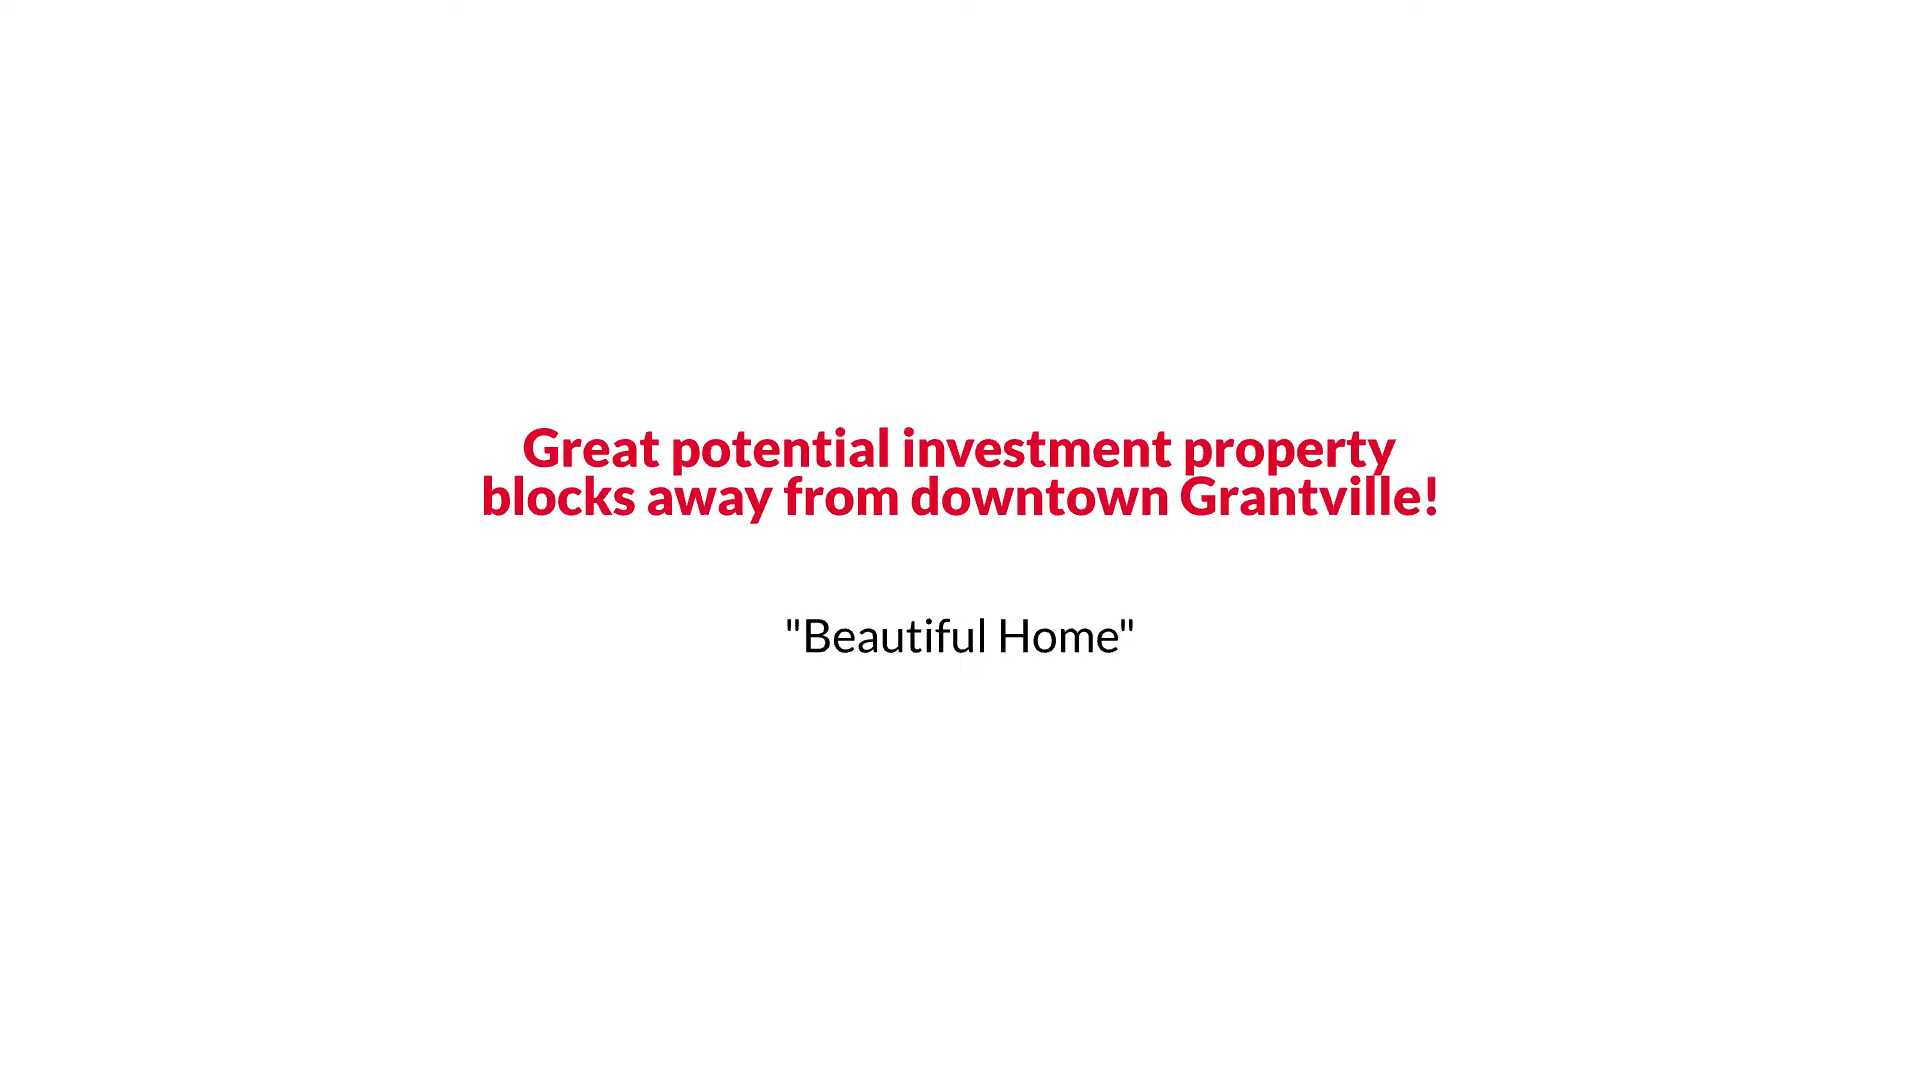 Great potential investment property
blocks away from downtown Grantville!
"Beautiful Home"